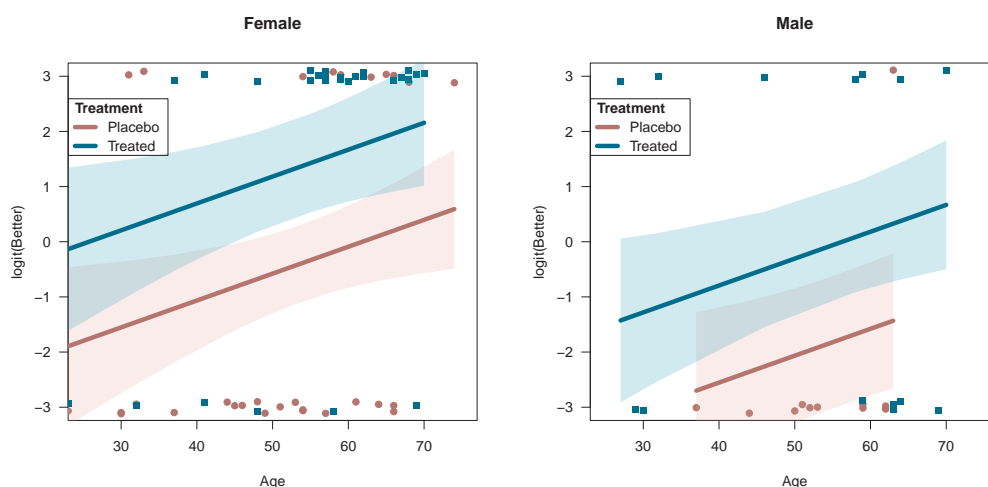 Female
3
2
1
0
−1
−2
−3
logit(Better)
Treatment
Placebo
Treated
30 40 50 60 70
Age
Male
3
2
1
0
−1
−2
−3
logit(Better)
Treatment
Placebo
Treated
30 40 50 60 70
Age